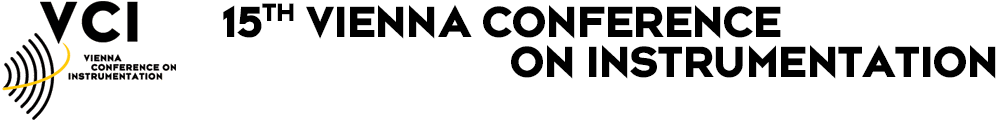 VCI
VIENNA
CONFERENCE ON
INSTRUMENTATION
15TH VIENNA CONFERENCE
ON INSTRUMENTATION